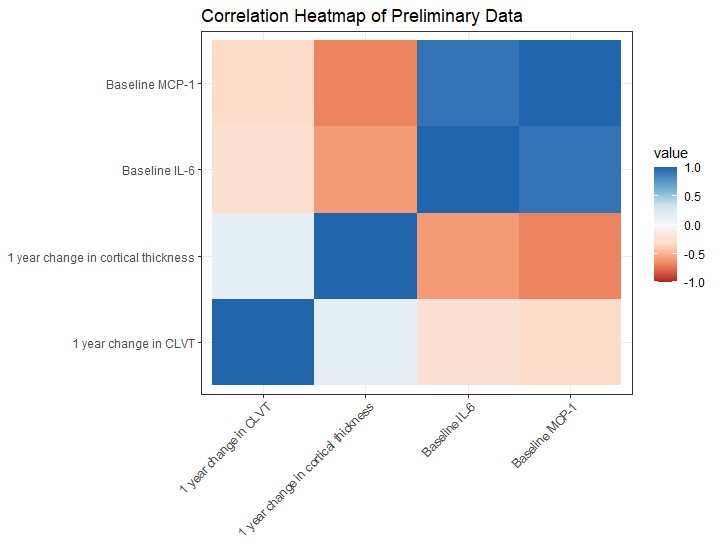 Correlation Heatmap of Preliminary Data
Baseline MCP-1
Baseline IL-6
1 year change in cortical thickness
1 year change in CLVT
1 year change in CLVT
1 year change in cortical thickness
Baseline IL-6
Baseline MCP-1
value
1.0
0.5
0.0
-0.5
-1.0